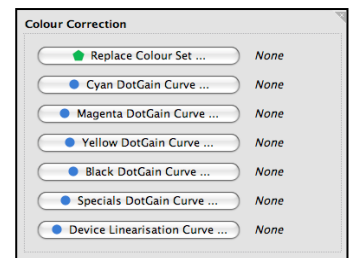 Colour Correction
Replace Colour Set ... None
Cyan DotGain Curve ... None
Magenta DotGain Curve ... None
Yellow DotGain Curve ... None
Black DotGain Curve ... None
Specials DotGain Curve ... None
Device Linearisation Curve ... None